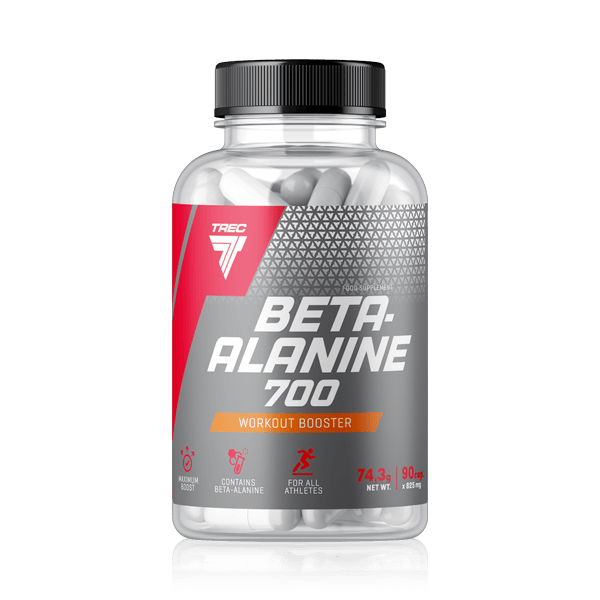 TREC
FOOD SUPPLEMENT
BETA-
ALANINE
700
WORKOUT BOOSTER
MAXIMUM
BOOST
CONTAINS
BETA-ALANINE
FOR ALL
ATHLETES
74,3g
NET WT.
90cap.
x 825 mg